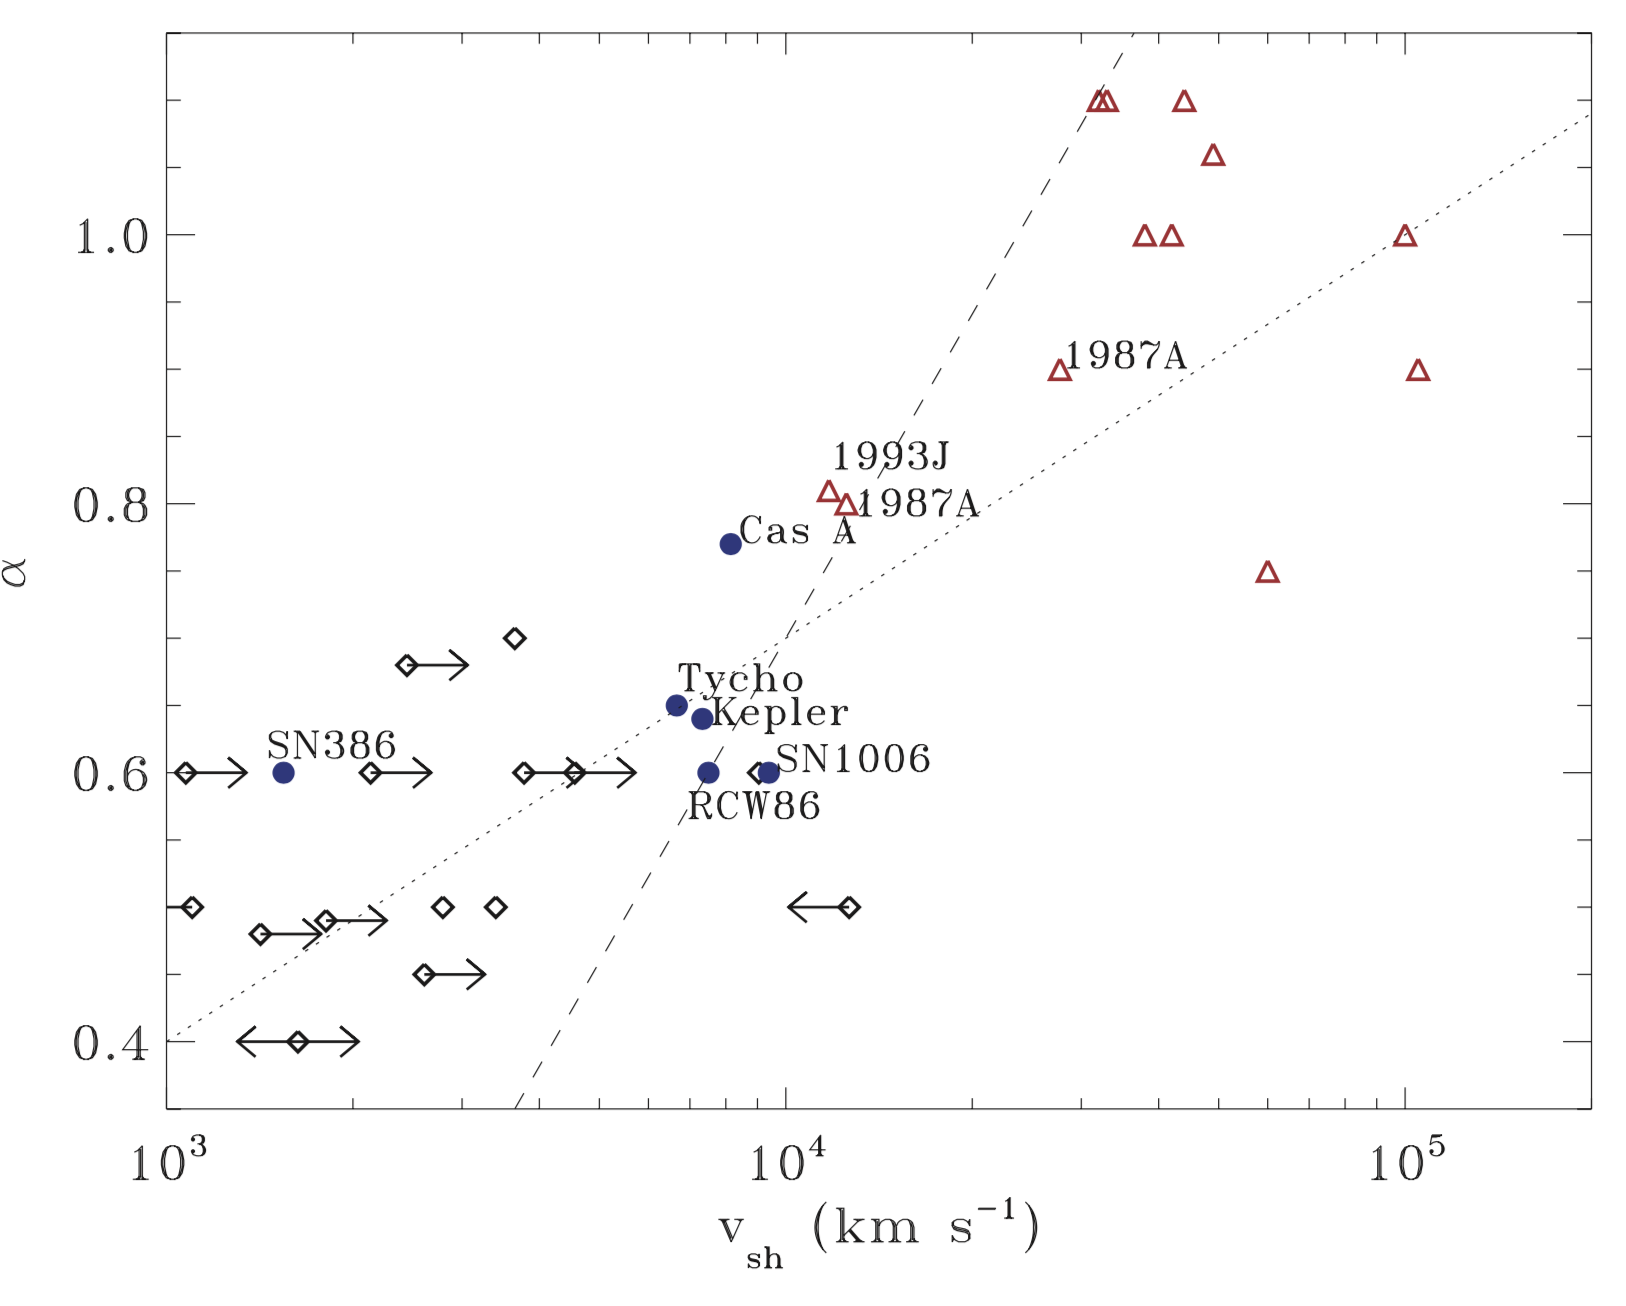 1.0
1987A
1993J
0.8
1987A
Cas A
α
Tycho
Kepler
SN386
SN1006
0.6
RCW86
0.4
10³ 10⁴ 10⁵
v_sh (km s⁻¹)